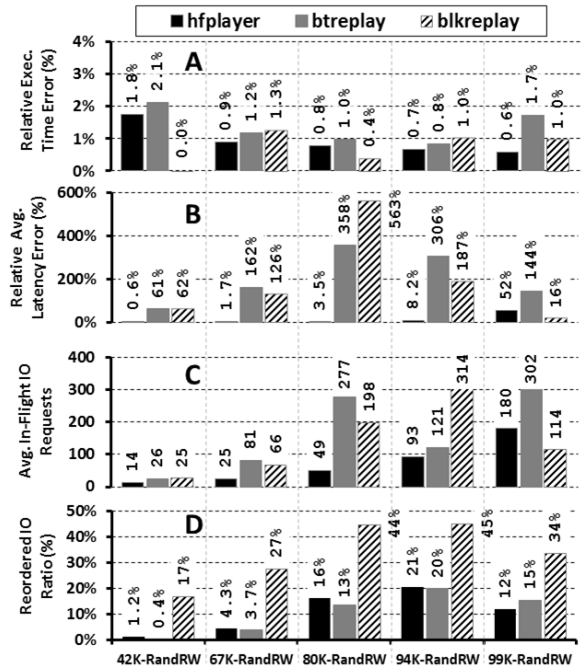 hfplayer btreplay blkreplay
Relative Exec. Time Error (%)
4%
3%
2%
1%
0%
A
1.8% 2.1% 0.0% 0.9% 1.2% 1.3% 0.8% 1.0% 0.4% 0.7% 0.8% 1.0% 0.6% 1.7% 1.0%
Relative Avg. Latency Error (%)
600%
400%
200%
0%
B
0.6% 61% 62% 1.7% 162% 126% 3.5% 358% 563% 8.2% 306% 187% 52% 144% 16%
Avg. In-Flight IO Requests
400
300
200
100
0
C
14 26 25 25 81 66 49 277 198 93 121 314 180 302 114
Reordered IO Ratio (%)
50%
40%
30%
20%
10%
0%
D
1.2% 0.4% 17% 4.3% 3.7% 27% 16% 13% 44% 21% 20% 45% 12% 15% 34%
42K-RandRW 67K-RandRW 80K-RandRW 94K-RandRW 99K-RandRW